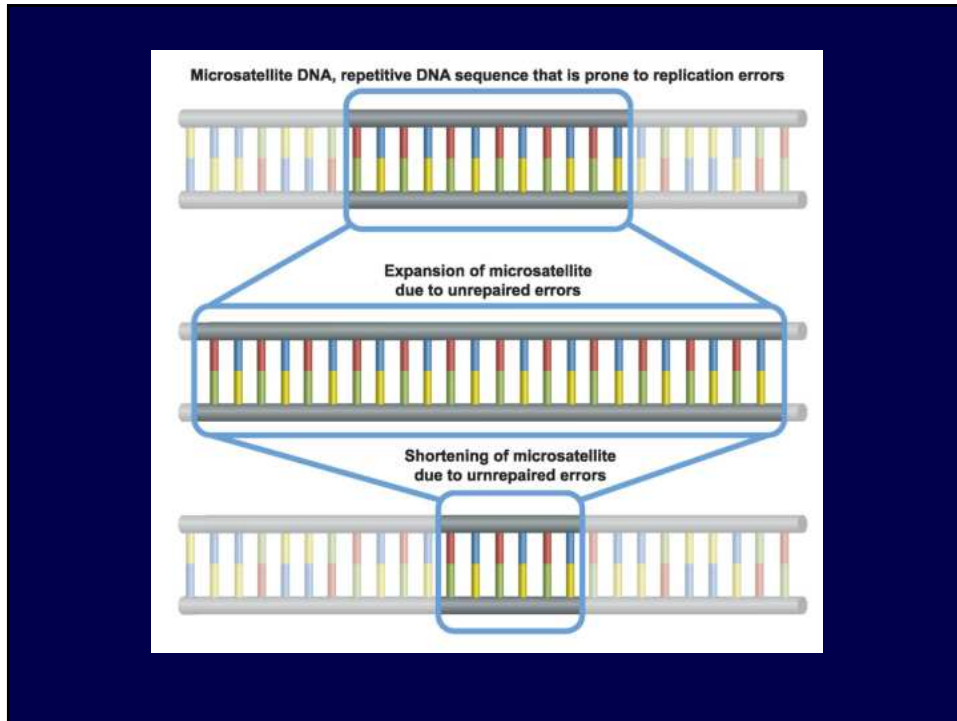 Microsatellite DNA, repetitive DNA sequence that is prone to replication errors
Expansion of microsatellite
due to unrepaired errors
Shortening of microsatellite
due to urnrepaired errors